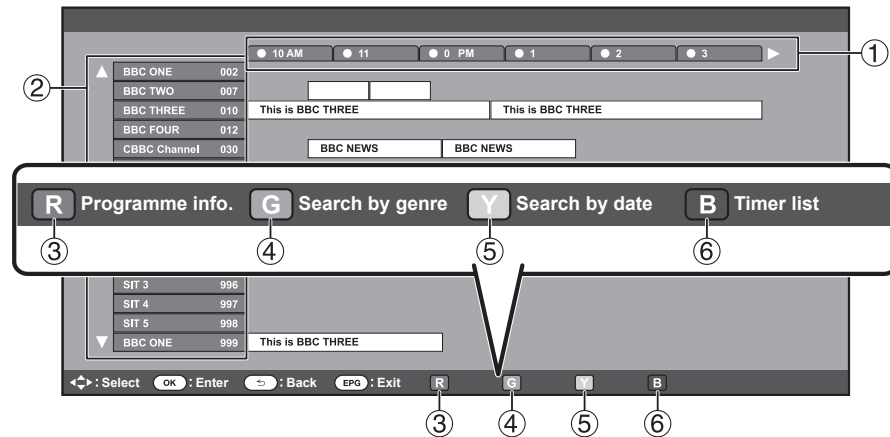 10 AM 11 0 PM 1 2 3 ①
②
BBC ONE 002
BBC TWO 007
BBC THREE 010 This is BBC THREE This is BBC THREE
BBC FOUR 012
CBBC Channel 030 BBC NEWS BBC NEWS
R Programme info. G Search by genre Y Search by date B Timer list
③ ④ ⑤ ⑥
SIT 3 996
SIT 4 997
SIT 5 998
BBC ONE 999 This is BBC THREE
: Select OK : Enter : Back EPG : Exit R G Y B
③ ④ ⑤ ⑥